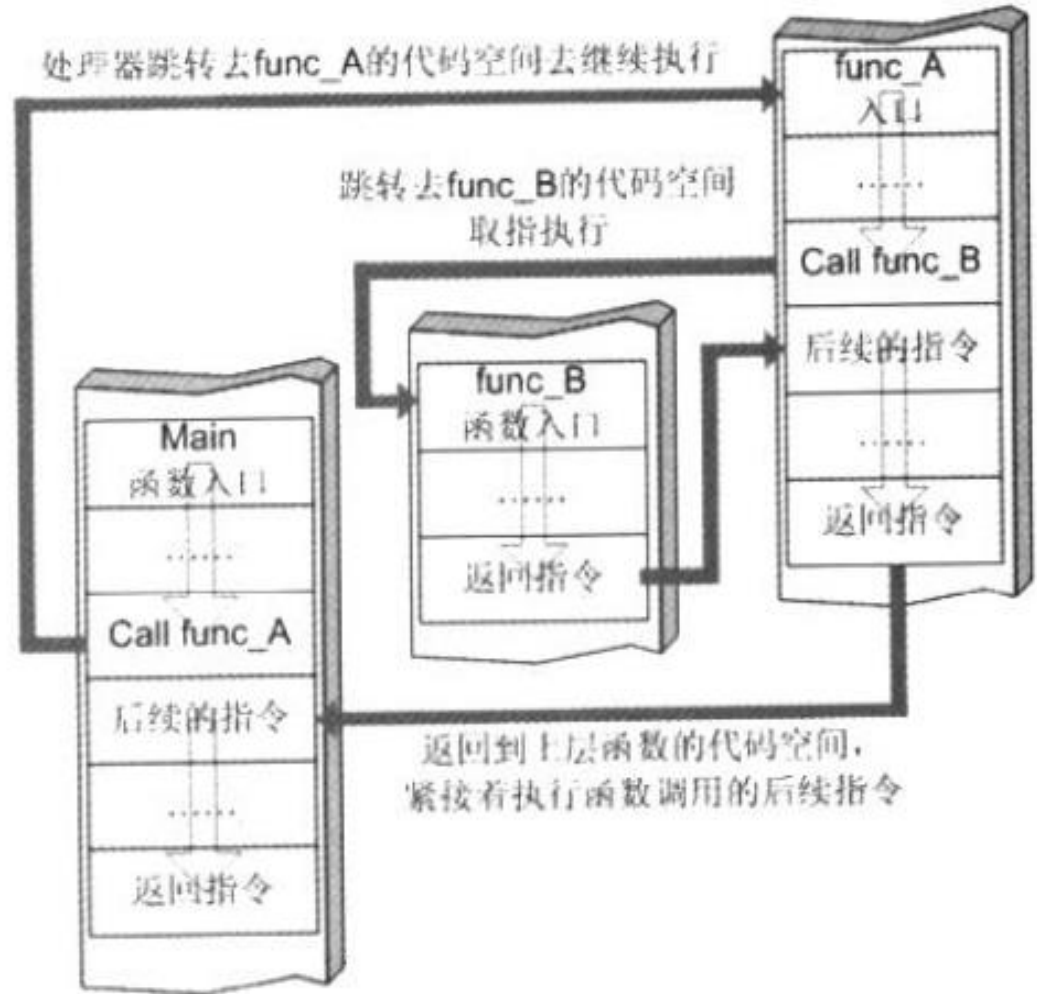 处理器跳转去func_A的代码空间去继续执行
func_A
入口
......
Call func_B
后续的指令
......
返回指令
跳转去func_B的代码空间
取指执行
func_B
函数入口
......
返回指令
Main
函数入口
......
Call func_A
后续的指令
......
返回指令
返回到上层函数的代码空间，
紧接着执行函数调用的后续指令